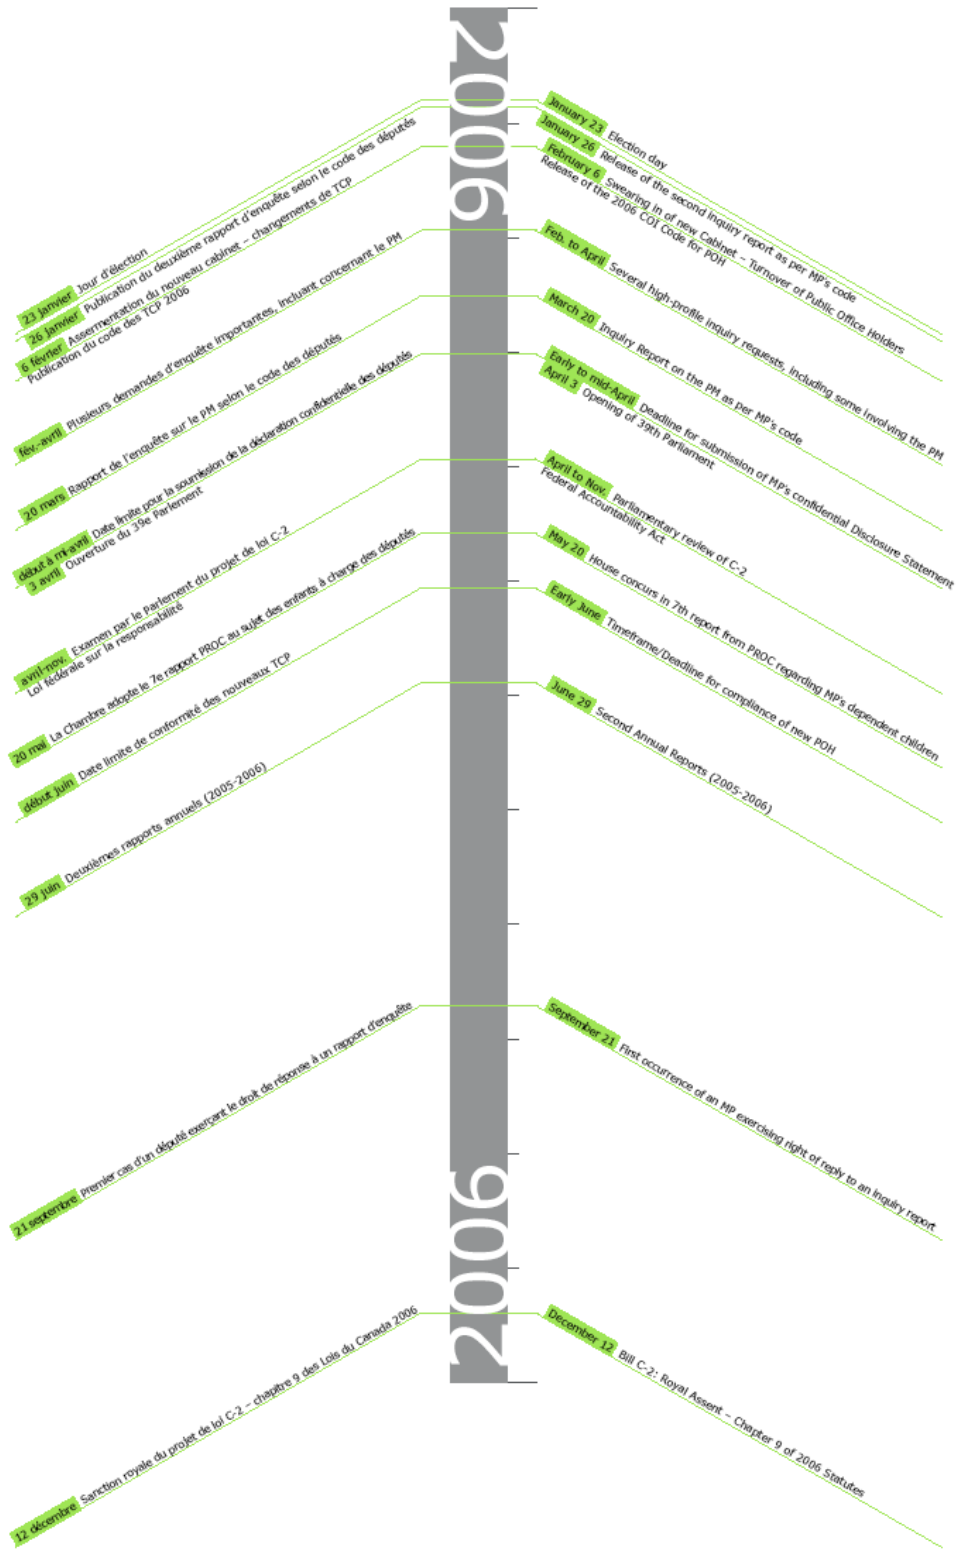 2006
23 janvier Jour d'élection
26 janvier Publication du deuxième rapport d'enquête selon le code des députés
6 février Assermentation du nouveau cabinet – changements de TCP
Publication du code des TCP 2006
fév.-avril Plusieurs demandes d'enquête importantes, incluant concernant le PM
20 mars Rapport de l'enquête sur le PM selon le code des députés
début à mi-avril Date limite pour la soumission de la déclaration confidentielle des députés
3 avril Ouverture du 39e Parlement
avril-nov. Examen par le Parlement du projet de loi C-2
Loi fédérale sur la responsabilité
20 mai La Chambre adopte le 7e rapport PROC au sujet des enfants à charge des députés
début juin Date limite de conformité des nouveaux TCP
29 juin Deuxièmes rapports annuels (2005-2006)
21 septembre Premier cas d'un député exerçant le droit de réponse à un rapport d'enquête
12 décembre Sanction royale du projet de loi C-2 – chapitre 9 des Lois du Canada 2006
January 23 Election day
January 26 Release of the second inquiry report as per MP's code
February 6 Swearing in of new Cabinet – Turnover of Public Office Holders
Release of the 2006 COI Code for POH
Feb. to April Several high-profile inquiry requests, including some involving the PM
March 20 Inquiry Report on the PM as per MP's code
Early to mid-April Deadline for submission of MP's confidential Disclosure Statement
April 3 Opening of 39th Parliament
April to Nov. Parliamentary review of C-2
Federal Accountability Act
May 20 House concurs in 7th report from PROC regarding MP's dependent children
Early June Timeframe/Deadline for compliance of new POH
June 29 Second Annual Reports (2005-2006)
September 21 First occurrence of an MP exercising right of reply to an inquiry report
December 12 Bill C-2: Royal Assent – Chapter 9 of 2006 Statutes
2006